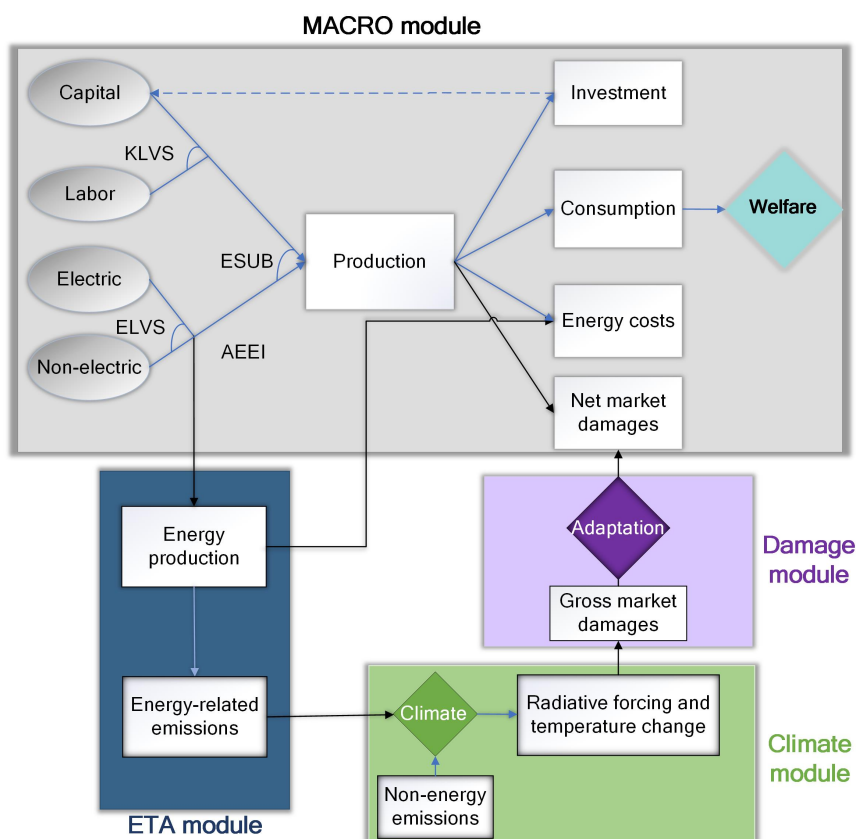 MACRO module
Capital
Investment
KLVS
Labor
Consumption
Welfare
Electric
ESUB
Production
ELVS
Non-electric
AEEI
Energy costs
Net market
damages
Energy
production
Adaptation
Damage
module
Gross market
damages
Energy-related
emissions
Climate
Radiative forcing and
temperature change
Climate
module
Non-energy
emissions
ETA module